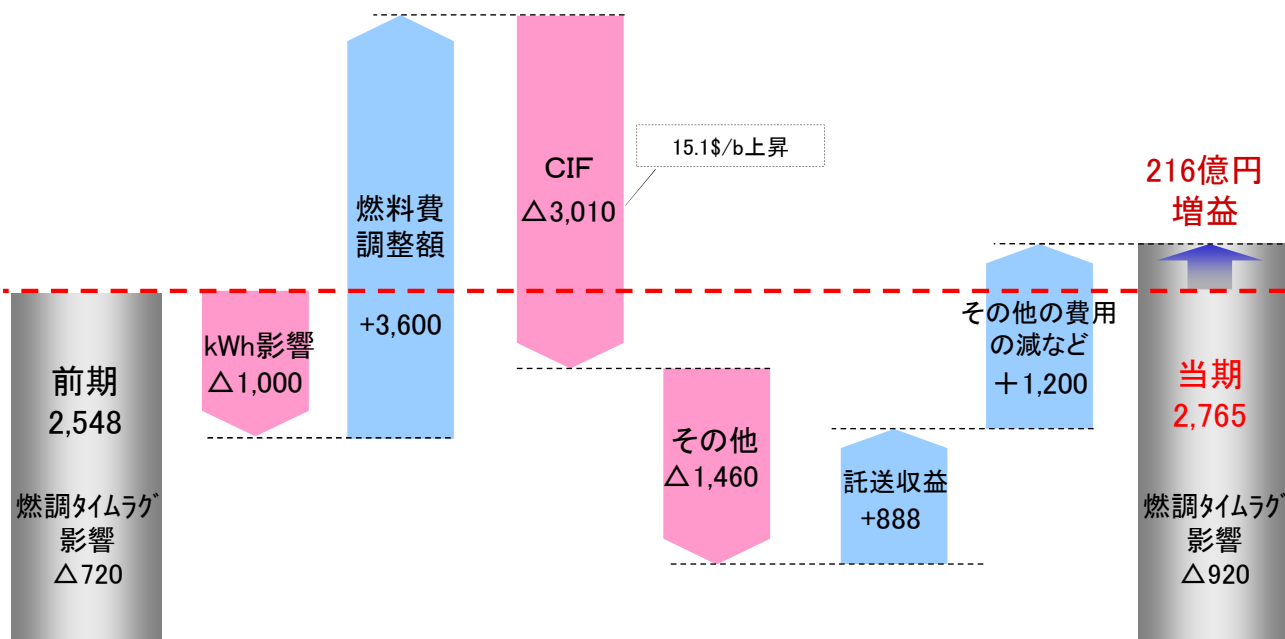 前期
2,548
燃調タイムラグ
影響
△720
kWh影響
△1,000
燃料費
調整額
+3,600
CIF
△3,010
15.1$/b上昇
その他
△1,460
託送収益
+888
その他の費用
の減など
＋1,200
216億円
増益
当期
2,765
燃調タイムラグ
影響
△920